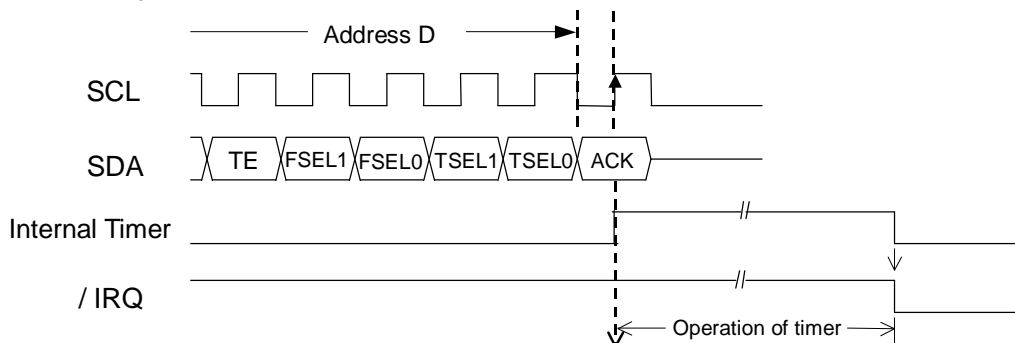 Address D
SCL
SDA TE FSEL1 FSEL0 TSEL1 TSEL0 ACK
Internal Timer
/ IRQ
Operation of timer